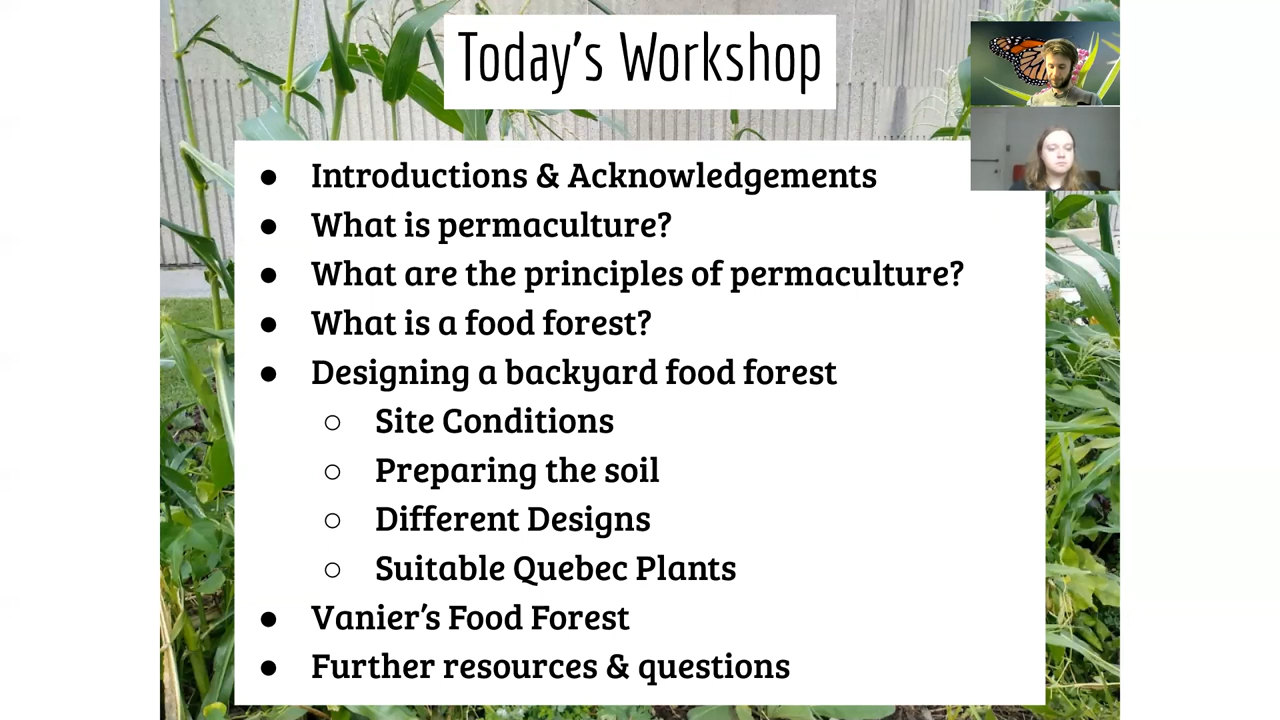 Today's Workshop
● Introductions & Acknowledgements
● What is permaculture?
● What are the principles of permaculture?
● What is a food forest?
● Designing a backyard food forest
○ Site Conditions
○ Preparing the soil
○ Different Designs
○ Suitable Quebec Plants
● Vanier's Food Forest
● Further resources & questions